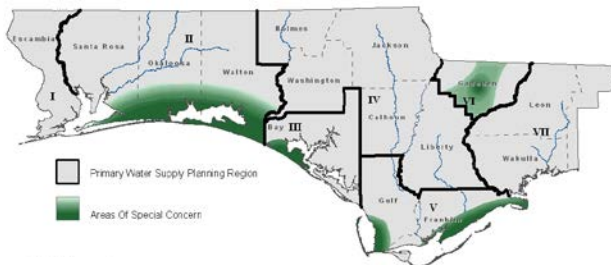 Escambia
Santa Rosa
II
Okaloosa
Walton
I
Holmes
Jackson
Washington
Bay
III
IV
Calhoun
Gadsden
VI
Leon
VII
Liberty
Wakulla
Gulf
V
Franklin
Primary Water Supply Planning Region
Areas Of Special Concern